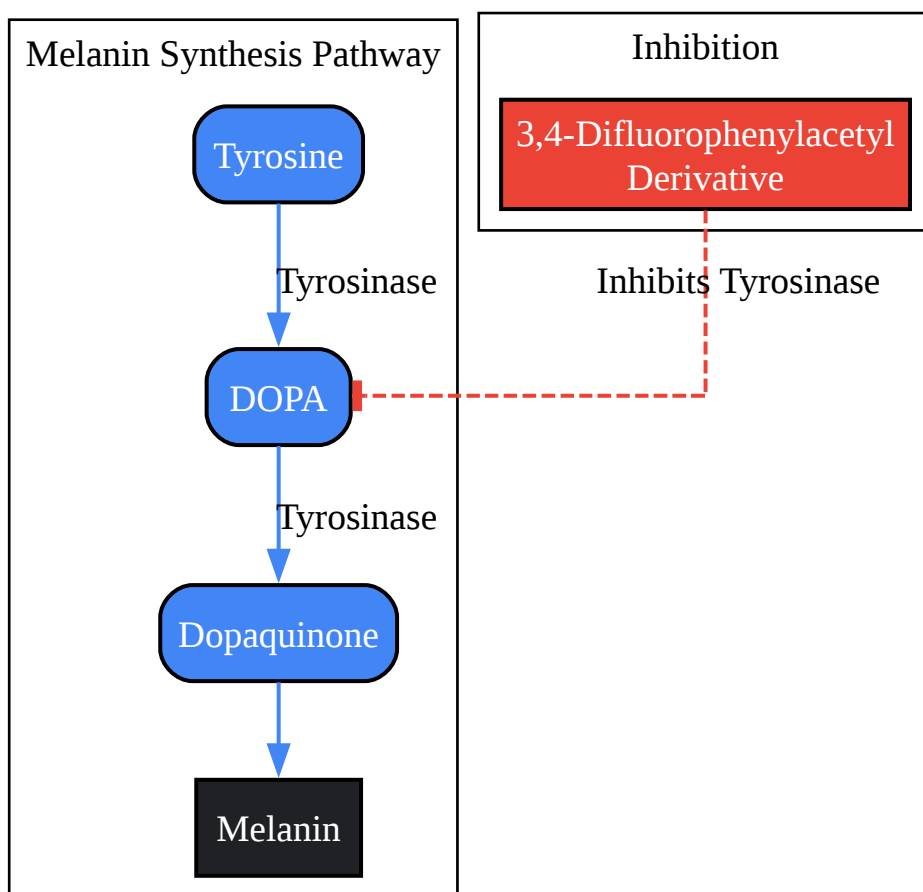 Melanin Synthesis Pathway
Inhibition
Tyrosine
3,4-Difluorophenylacetyl
Derivative
Tyrosinase
Inhibits Tyrosinase
DOPA
Tyrosinase
Dopaquinone
Melanin